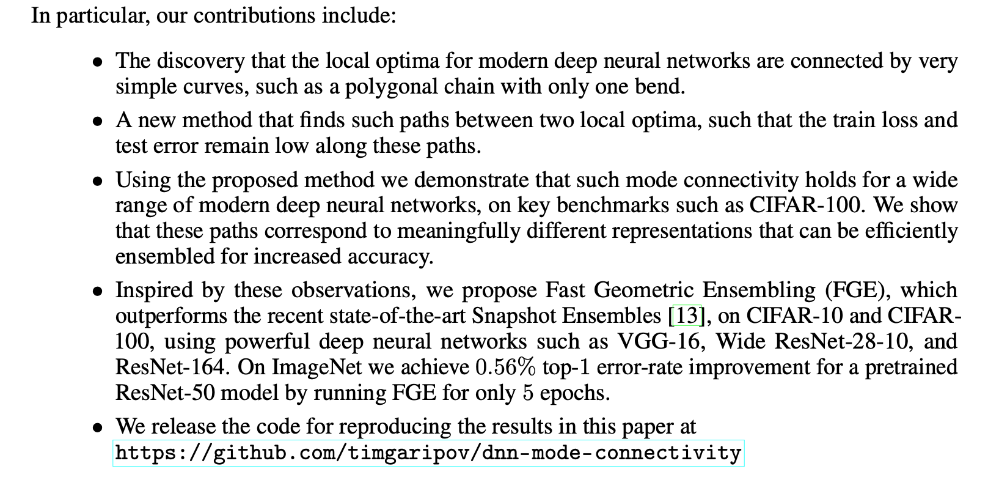 In particular, our contributions include:
• The discovery that the local optima for modern deep neural networks are connected by very
simple curves, such as a polygonal chain with only one bend.
• A new method that finds such paths between two local optima, such that the train loss and
test error remain low along these paths.
• Using the proposed method we demonstrate that such mode connectivity holds for a wide
range of modern deep neural networks, on key benchmarks such as CIFAR-100. We show
that these paths correspond to meaningfully different representations that can be efficiently
ensembled for increased accuracy.
• Inspired by these observations, we propose Fast Geometric Ensembling (FGE), which
outperforms the recent state-of-the-art Snapshot Ensembles [13], on CIFAR-10 and CIFAR-
100, using powerful deep neural networks such as VGG-16, Wide ResNet-28-10, and
ResNet-164. On ImageNet we achieve 0.56% top-1 error-rate improvement for a pretrained
ResNet-50 model by running FGE for only 5 epochs.
• We release the code for reproducing the results in this paper at
https://github.com/timgaripov/dnn-mode-connectivity